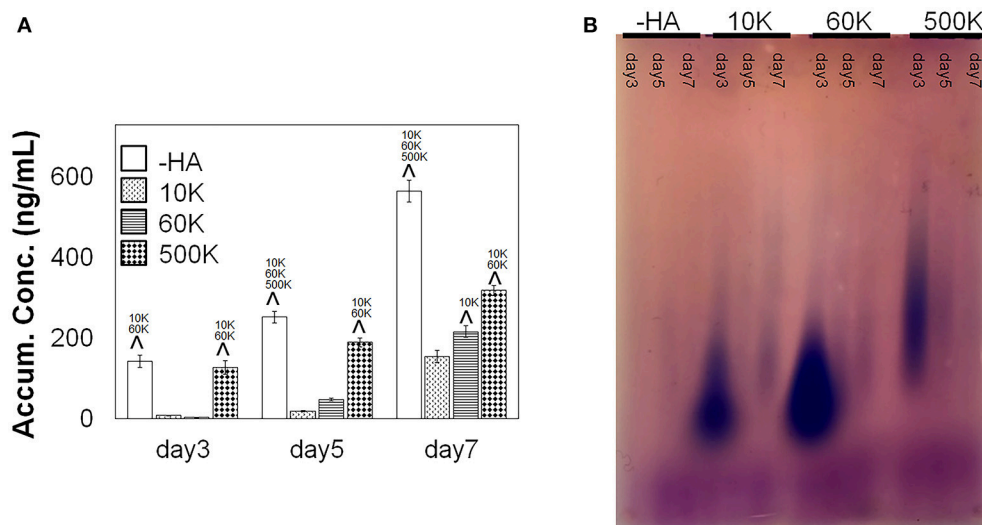 A
Accum. Conc. (ng/mL)
600
400
200
0
-HA
10K
60K
500K
10K
60K
^
10K
60K
^
10K
60K
500K
^
10K
60K
^
10K
60K
500K
^
10K
^
10K
60K
^
day3
day5
day7
B
-HA 10K 60K 500K
day3 day5 day7 day3 day5 day7 day3 day5 day7 day3 day5 day7